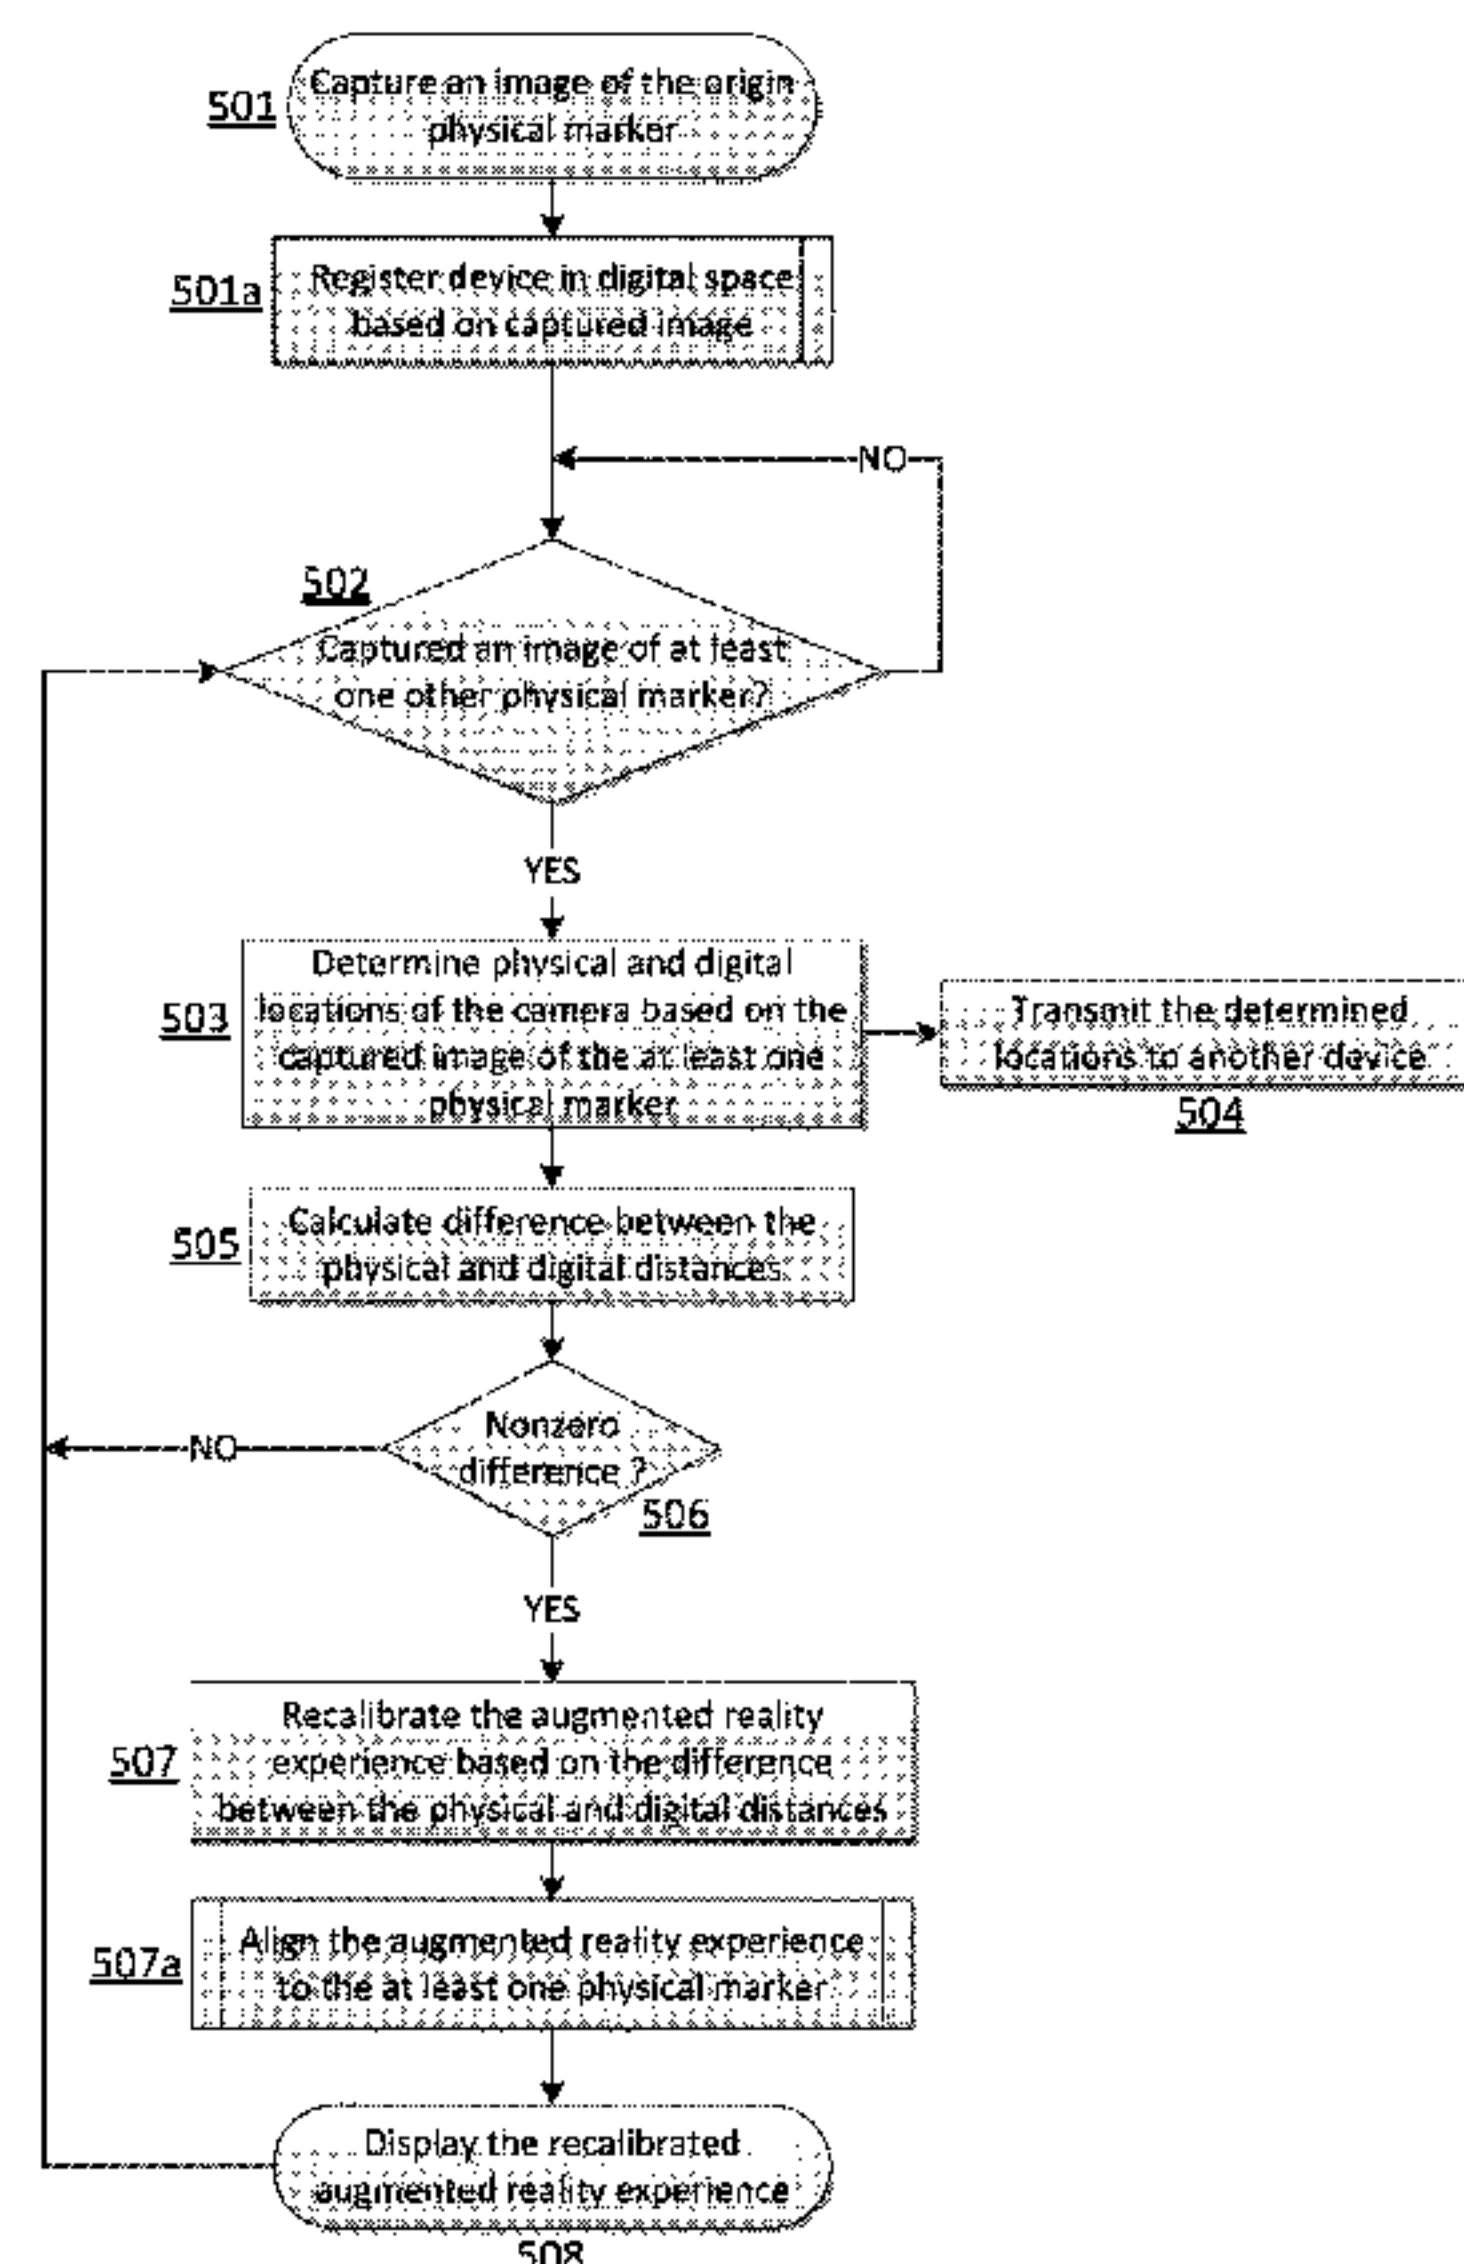 501
Capture an image of the origin
physical marker
501a
Register device in digital space
based on captured image
NO
502
Captured an image of at least
one other physical marker?
YES
503
Determine physical and digital
locations of the camera based on the
captured image of the at least one
physical marker
Transmit the determined
locations to another device
504
505
Calculate difference between the
physical and digital distances
NO
Nonzero
difference ?
506
YES
507
Recalibrate the augmented reality
experience based on the difference
between the physical and digital distances
507a
Align the augmented reality experience
to the at least one physical marker
Display the recalibrated
augmented reality experience
508